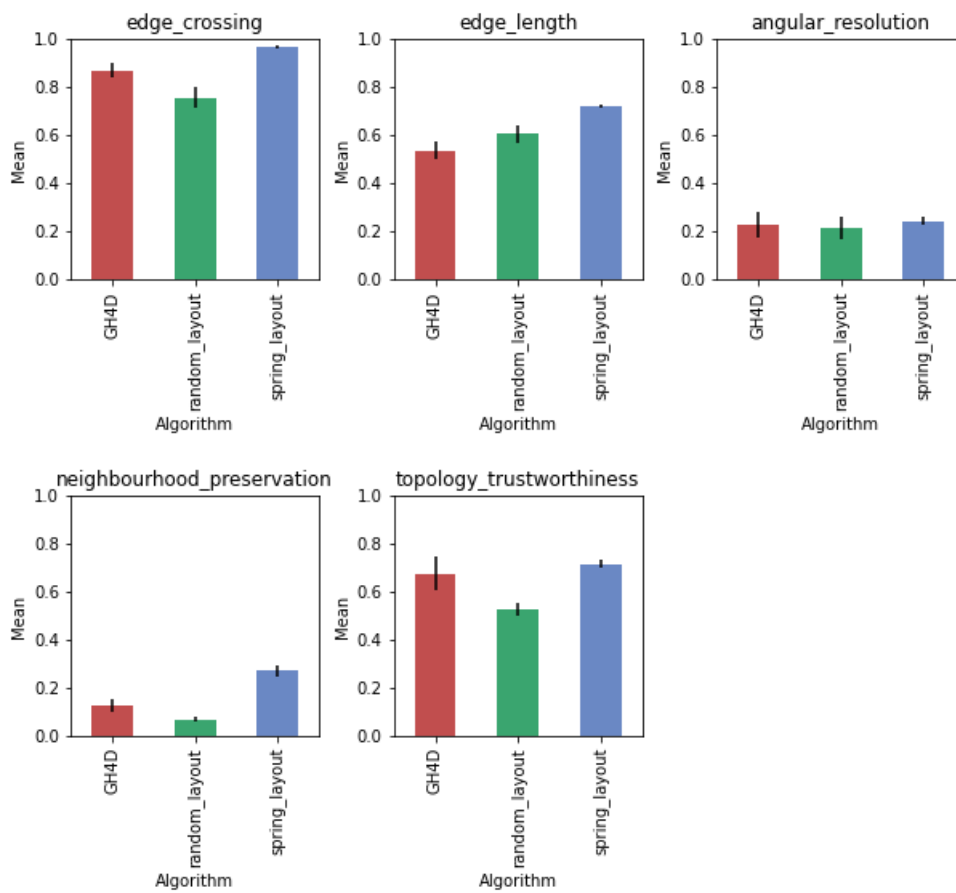 edge_crossing
1.0
0.8
0.6
0.4
0.2
0.0
Mean
GH4D
random_layout
spring_layout
Algorithm
edge_length
1.0
0.8
0.6
0.4
0.2
0.0
Mean
GH4D
random_layout
spring_layout
Algorithm
angular_resolution
1.0
0.8
0.6
0.4
0.2
0.0
Mean
GH4D
random_layout
spring_layout
Algorithm
neighbourhood_preservation
1.0
0.8
0.6
0.4
0.2
0.0
Mean
GH4D
random_layout
spring_layout
Algorithm
topology_trustworthiness
1.0
0.8
0.6
0.4
0.2
0.0
Mean
GH4D
random_layout
spring_layout
Algorithm